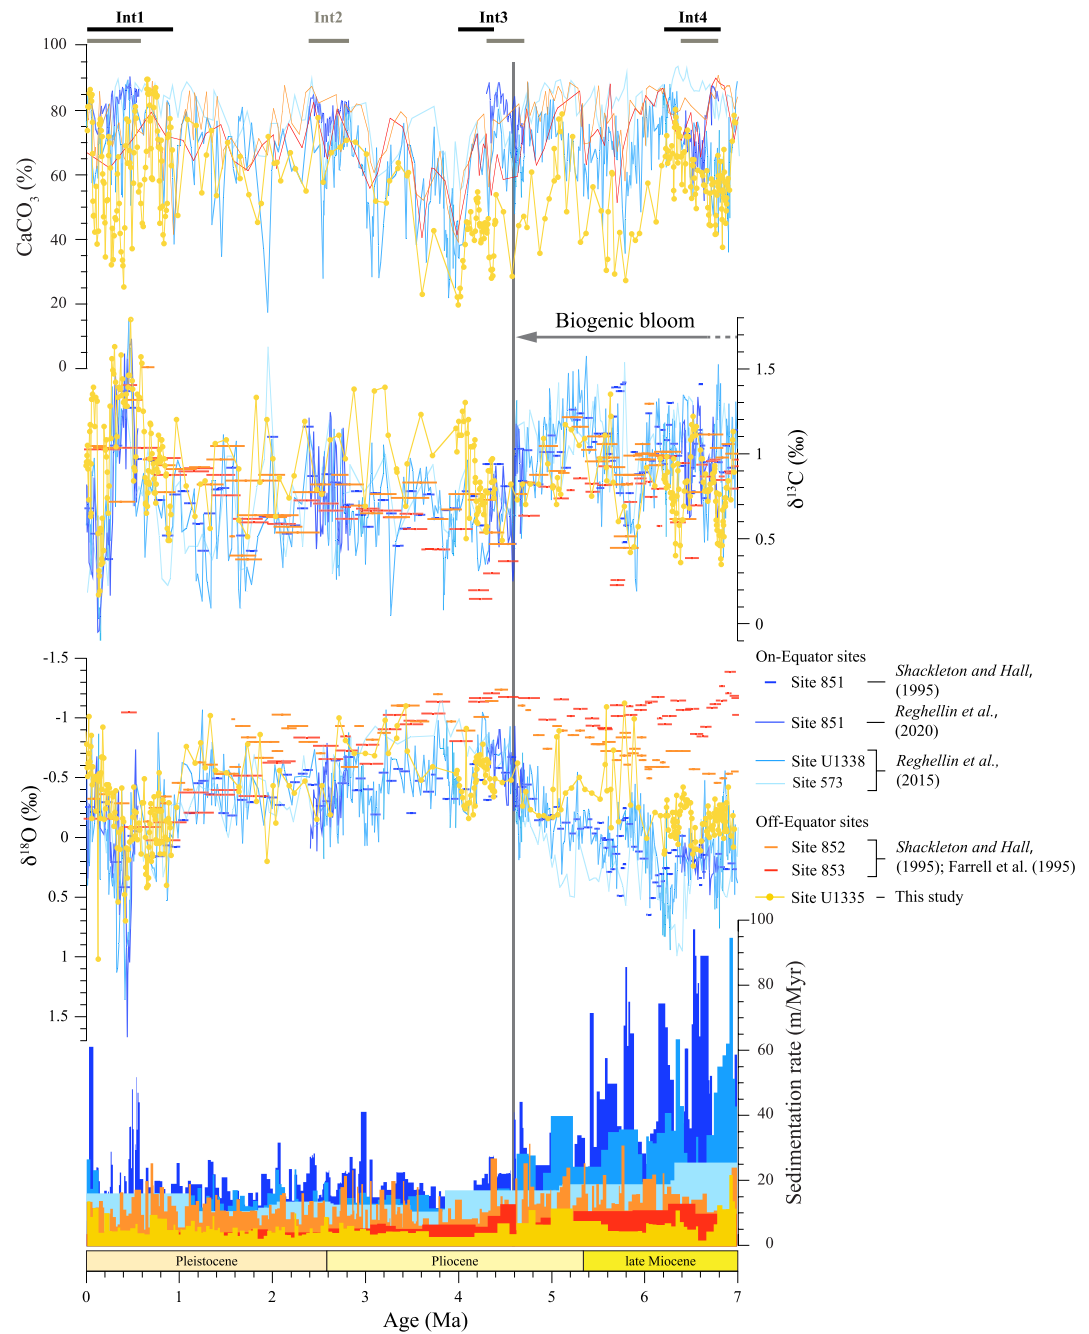 Int1
Int2
Int3
Int4
100
80
60
40
20
0
CaCO3 (%)
Biogenic bloom
1.5
1
0.5
0
δ13C (‰)
-1.5
-1
-0.5
0
0.5
1
1.5
δ18O (‰)
On-Equator sites
Site 851 — Shackleton and Hall,
(1995)
Site 851 — Reghellin et al.,
(2020)
Site U1338
Site 573
Reghellin et al.,
(2015)
Off-Equator sites
Site 852
Site 853
Shackleton and Hall,
(1995); Farrell et al. (1995)
Site U1335 – This study
100
80
60
40
20
0
Sedimentation rate (m/Myr)
Pleistocene
Pliocene
late Miocene
0 1 2 3 4 5 6 7
Age (Ma)